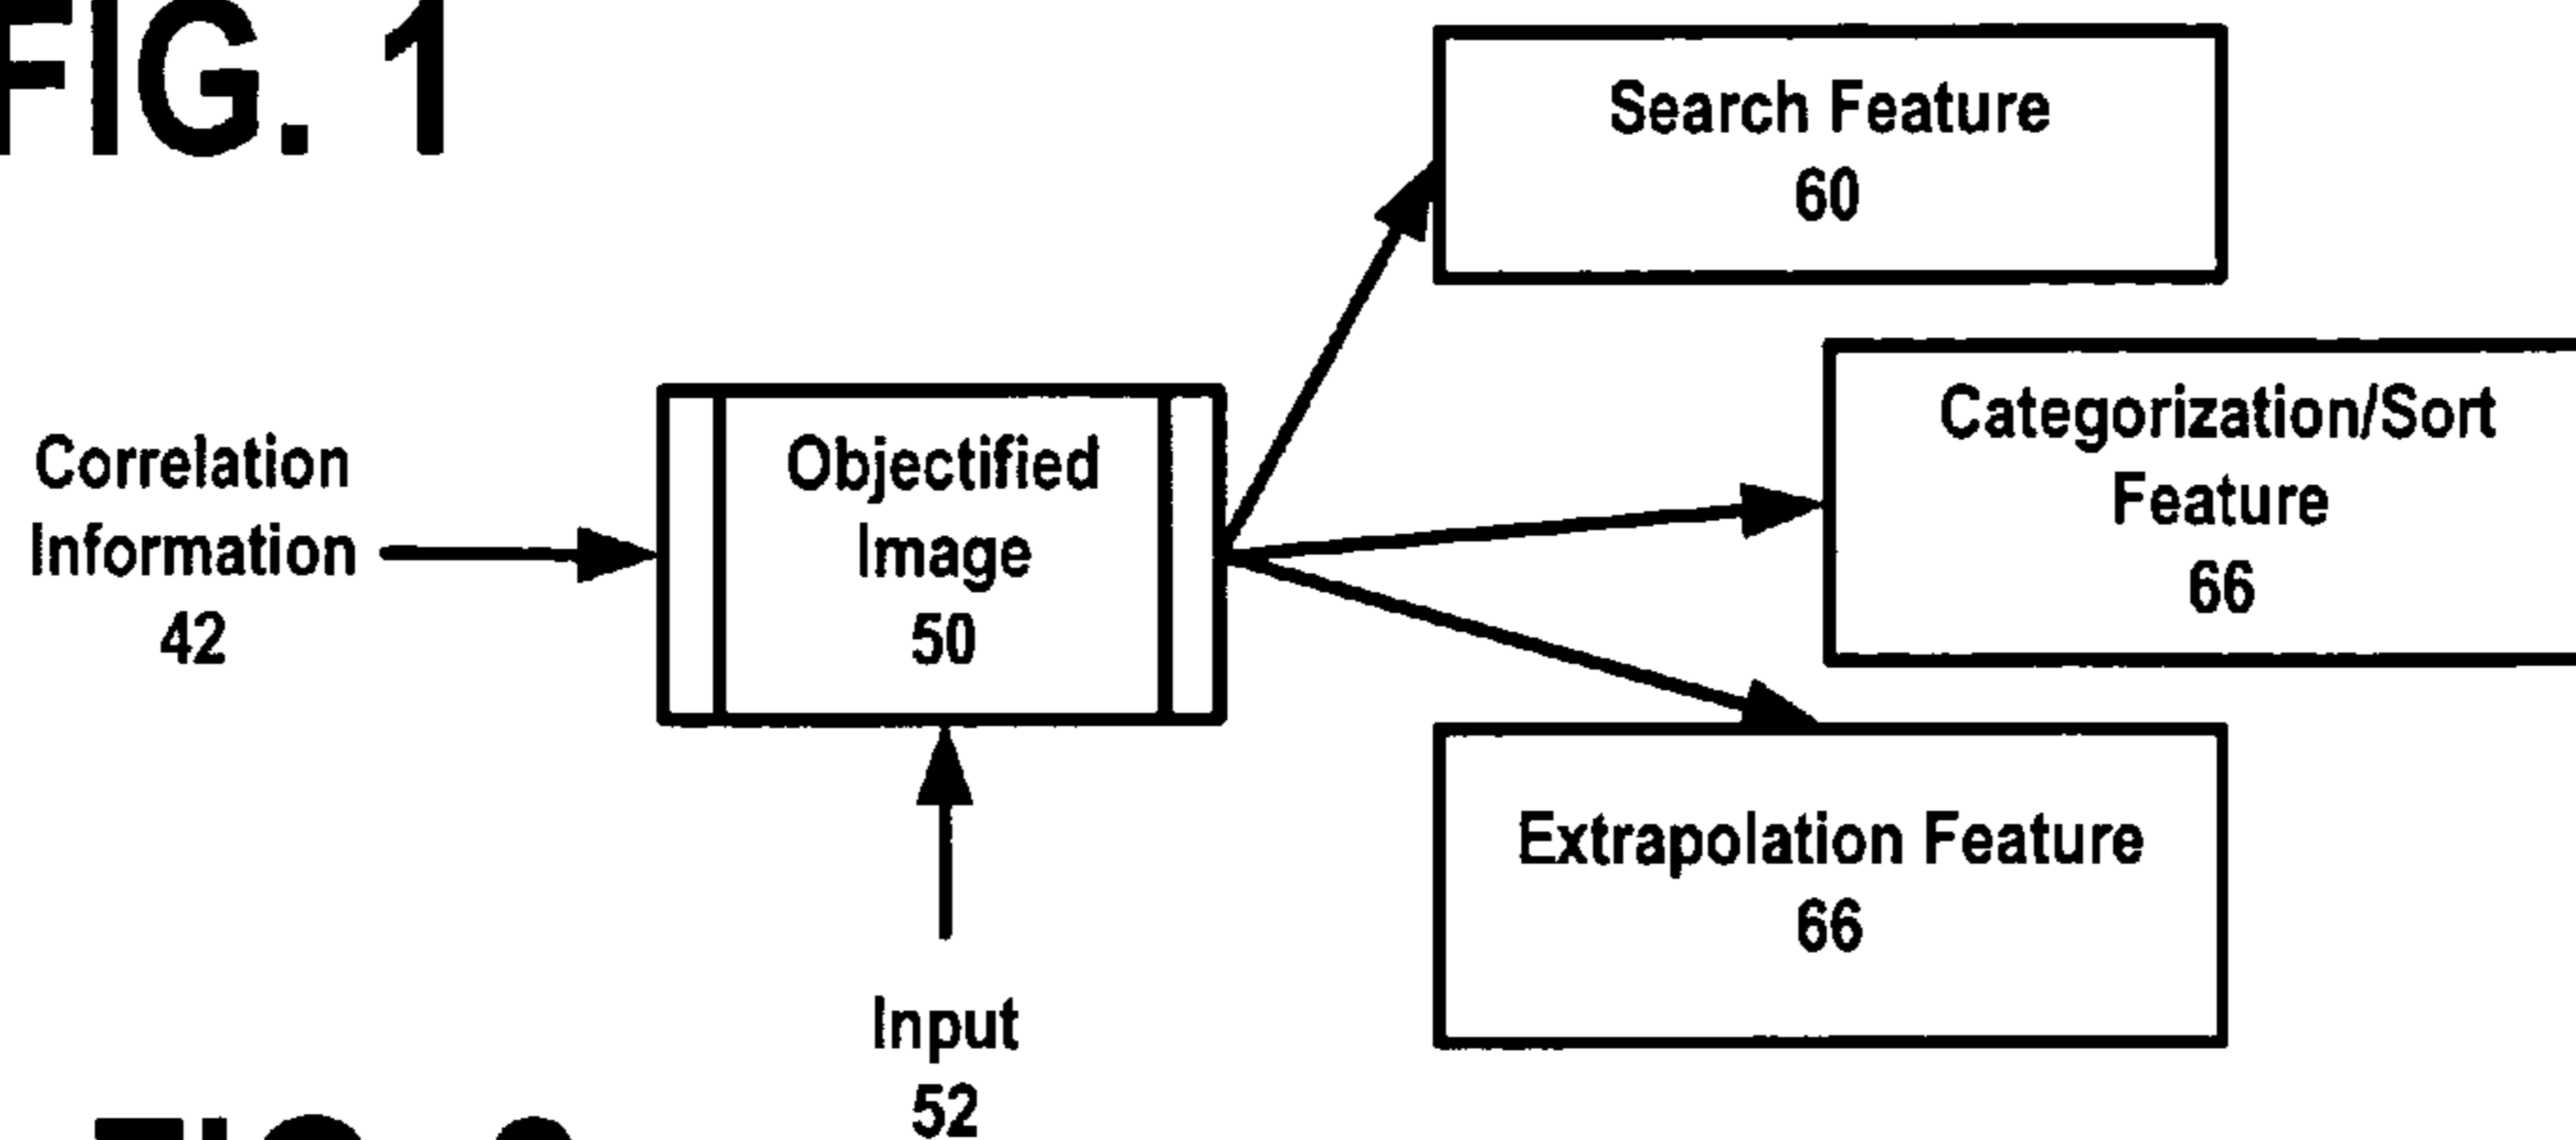 FIG. 1
Search Feature
60
Categorization/Sort
Feature
66
Correlation
Information
42
Objectified
Image
50
Extrapolation Feature
66
Input
52